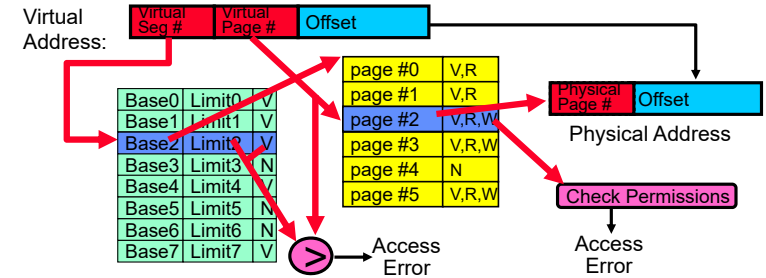 Virtual Address:
Virtual Seg #
Virtual Page #
Offset
page #0 V,R
page #1 V,R
page #2 V,R,W
page #3 V,R,W
page #4 N
page #5 V,R,W
Physical Page #
Offset
Physical Address
Base0 Limit0 V
Base1 Limit1 V
Base2 Limit2 V
Base3 Limit3 N
Base4 Limit4 V
Base5 Limit5 N
Base6 Limit6 N
Base7 Limit7 V
>
Access Error
Check Permissions
Access Error